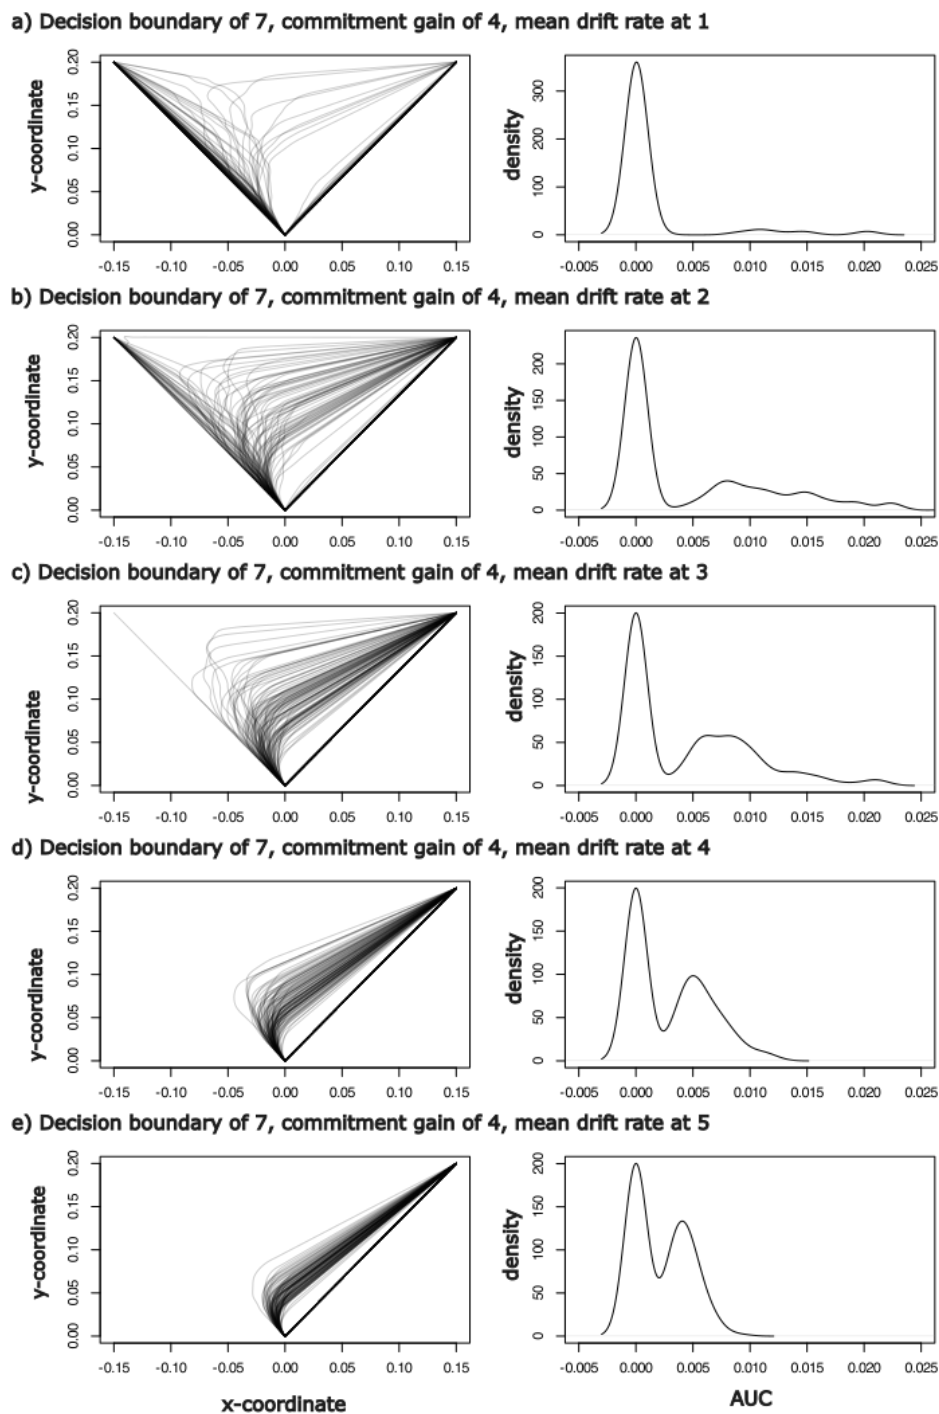 a) Decision boundary of 7, commitment gain of 4, mean drift rate at 1
y-coordinate
0.00 0.05 0.10 0.15 0.20
-0.15 -0.10 -0.05 0.00 0.05 0.10 0.15
density
0 100 200 300
-0.005 0.000 0.005 0.010 0.015 0.020 0.025
b) Decision boundary of 7, commitment gain of 4, mean drift rate at 2
y-coordinate
0.00 0.05 0.10 0.15 0.20
-0.15 -0.10 -0.05 0.00 0.05 0.10 0.15
density
0 50 100 150 200
-0.005 0.000 0.005 0.010 0.015 0.020 0.025
c) Decision boundary of 7, commitment gain of 4, mean drift rate at 3
y-coordinate
0.00 0.05 0.10 0.15 0.20
-0.15 -0.10 -0.05 0.00 0.05 0.10 0.15
density
0 50 100 150 200
-0.005 0.000 0.005 0.010 0.015 0.020 0.025
d) Decision boundary of 7, commitment gain of 4, mean drift rate at 4
y-coordinate
0.00 0.05 0.10 0.15 0.20
-0.15 -0.10 -0.05 0.00 0.05 0.10 0.15
density
0 50 100 150 200
-0.005 0.000 0.005 0.010 0.015 0.020 0.025
e) Decision boundary of 7, commitment gain of 4, mean drift rate at 5
y-coordinate
0.00 0.05 0.10 0.15 0.20
-0.15 -0.10 -0.05 0.00 0.05 0.10 0.15
x-coordinate
density
0 50 100 150 200
-0.005 0.000 0.005 0.010 0.015 0.020 0.025
AUC